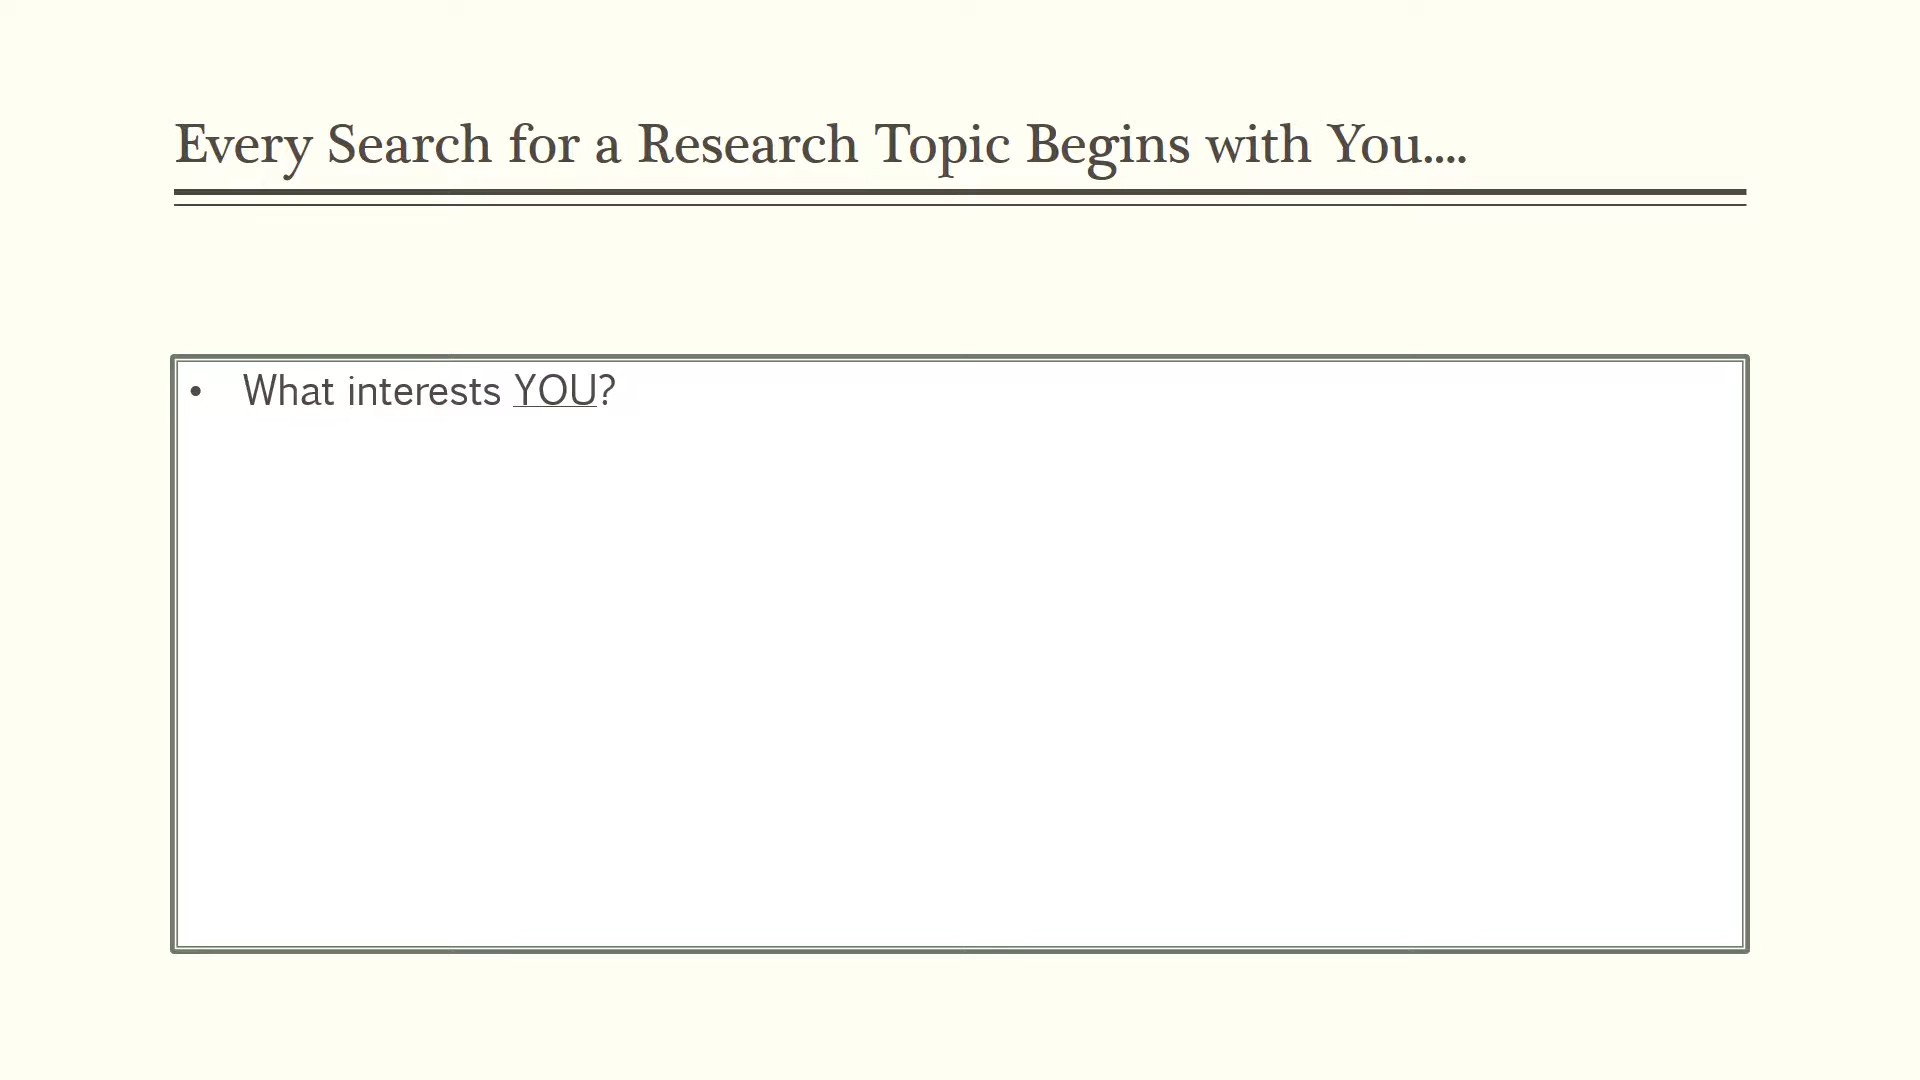 Every Search for a Research Topic Begins with You....
• What interests YOU?